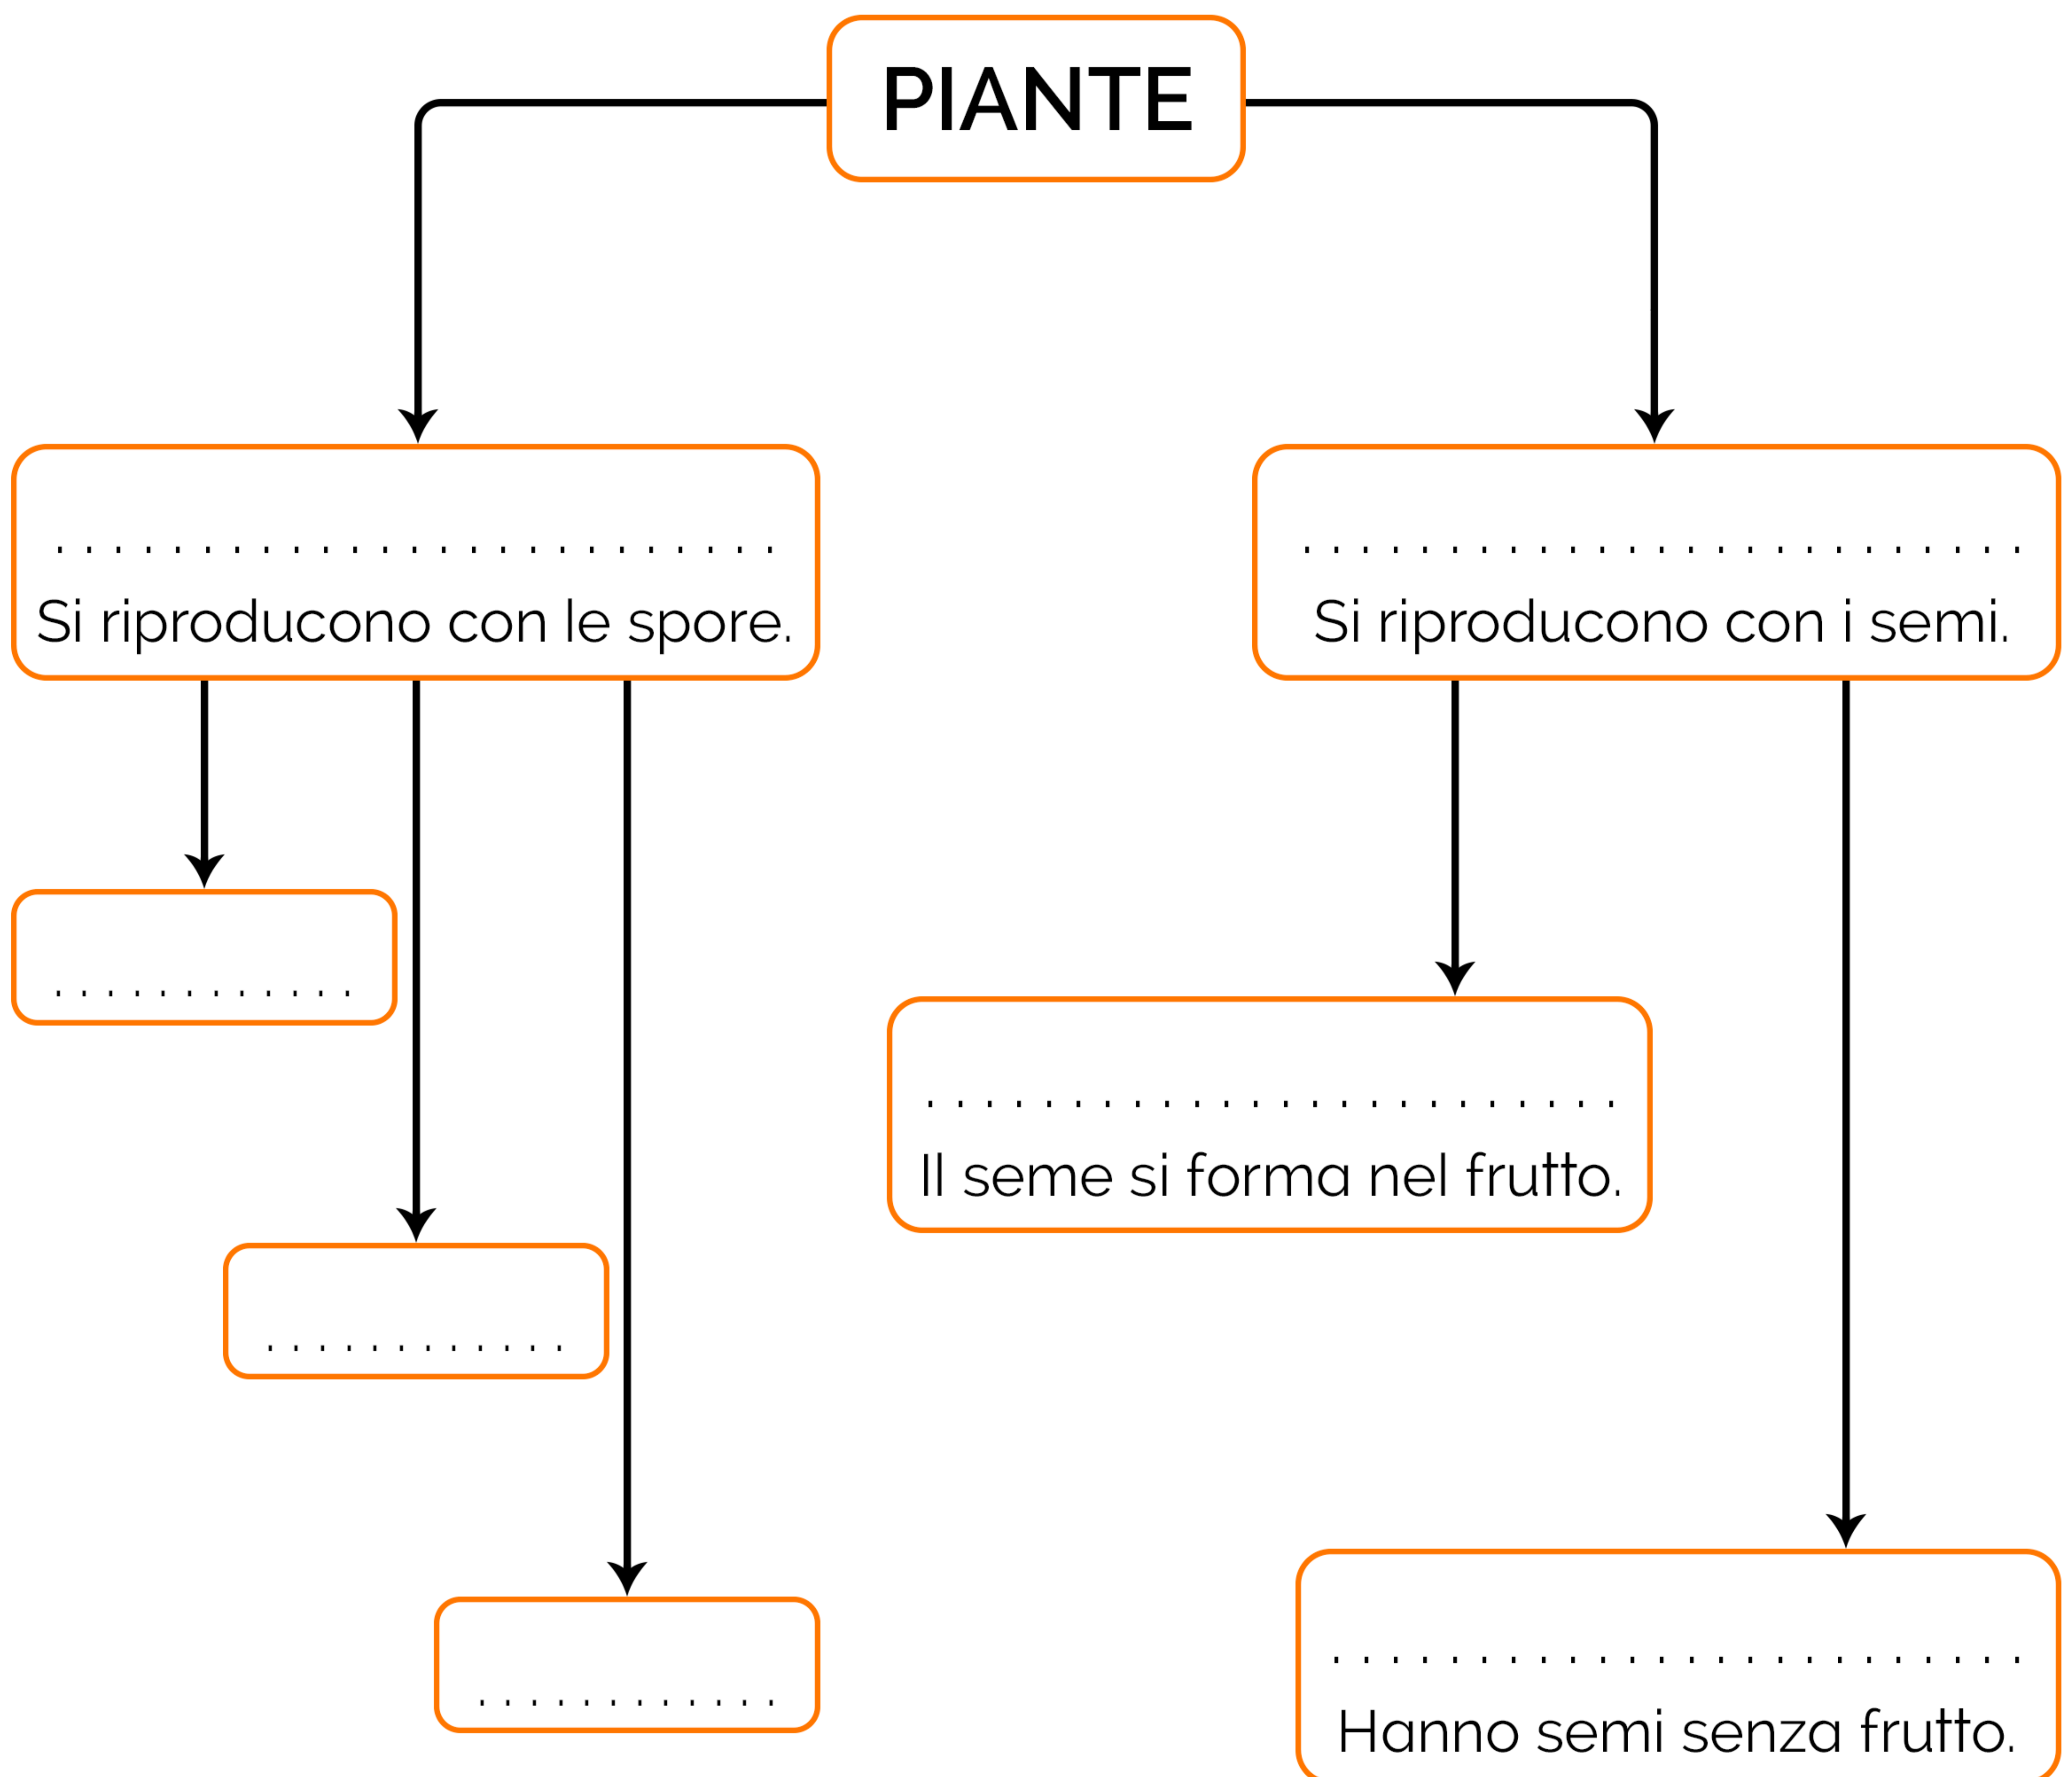 PIANTE
. . . . . . . . . . . . . . . . . . . . . . . . .
Si riproducono con le spore.
. . . . . . . . . . . . . . . . . . . . . . . . .
Si riproducono con i semi.
. . . . . . . . . . . .
. . . . . . . . . . . . . . . . . . . . . . . .
Il seme si forma nel frutto.
. . . . . . . . . . . .
. . . . . . . . . . . .
. . . . . . . . . . . . . . . . . . . . . . . .
Hanno semi senza frutto.